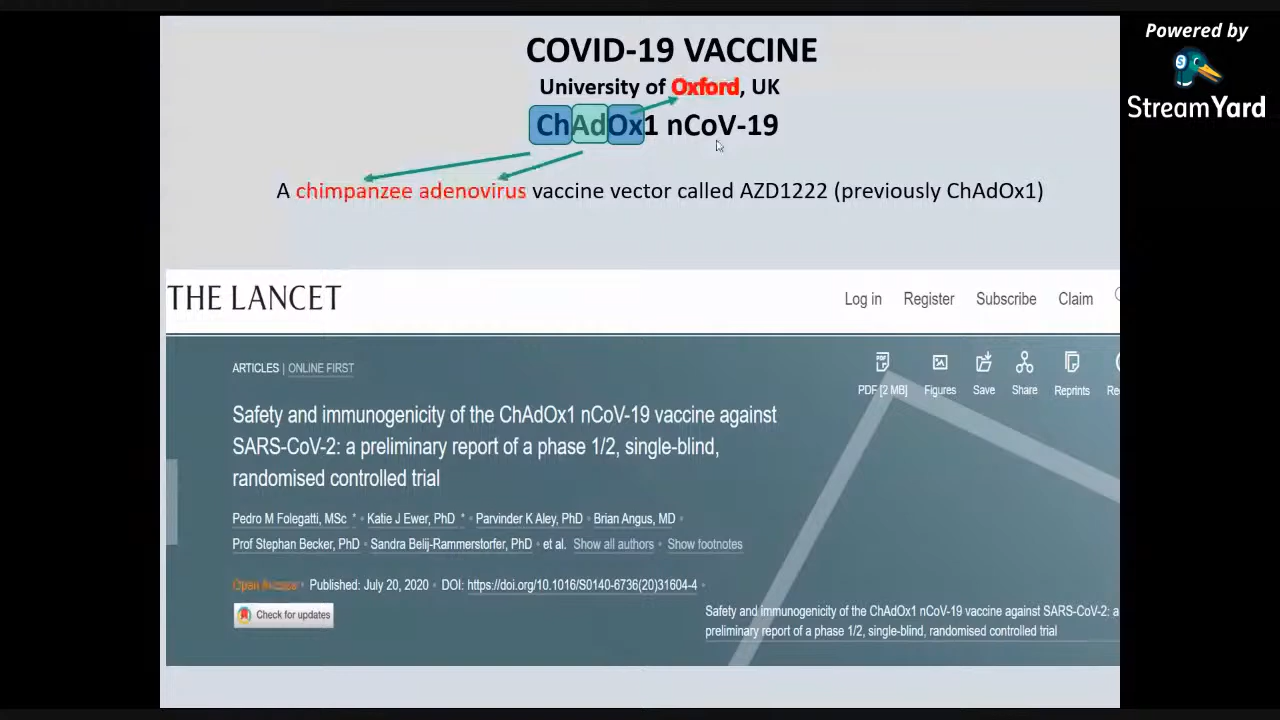 Powered by
StreamYard
COVID-19 VACCINE
University of Oxford, UK
ChAdOx1 nCoV-19
A chimpanzee adenovirus vaccine vector called AZD1222 (previously ChAdOx1)
THE LANCET
Log in Register Subscribe Claim
ARTICLES | ONLINE FIRST
PDF [2 MB] Figures Save Share Reprints Re
Safety and immunogenicity of the ChAdOx1 nCoV-19 vaccine against
SARS-CoV-2: a preliminary report of a phase 1/2, single-blind,
randomised controlled trial
Pedro M Folegatti, MSc * • Katie J Ewer, PhD * • Parvinder K Aley, PhD • Brian Angus, MD •
Prof Stephan Becker, PhD • Sandra Belij-Rammerstorfer, PhD • et al. Show all authors • Show footnotes
Open Access • Published: July 20, 2020 • DOI: https://doi.org/10.1016/S0140-6736(20)31604-4 •
Check for updates
Safety and immunogenicity of the ChAdOx1 nCoV-19 vaccine against SARS-CoV-2: a
preliminary report of a phase 1/2, single-blind, randomised controlled trial